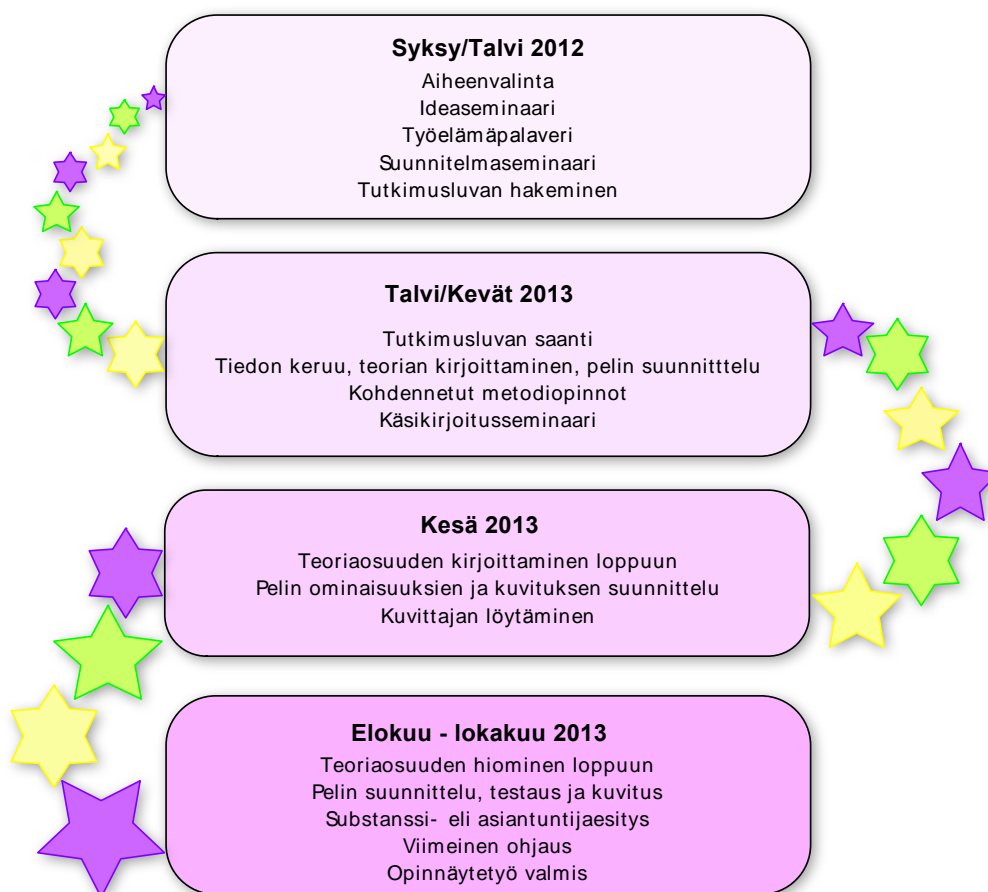 Syksy/Talvi 2012
Aiheenvalinta
Ideaseminaari
Työelämäpalaveri
Suunnitelmaseminaari
Tutkimusluvan hakeminen
Talvi/Kevät 2013
Tutkimusluvan saanti
Tiedon keruu, teorian kirjoittaminen, pelin suunnitttelu
Kohdennetut metodiopinnot
Käsikirjoitusseminaari
Kesä 2013
Teoriaosuuden kirjoittaminen loppuun
Pelin ominaisuuksien ja kuvituksen suunnittelu
Kuvittajan löytäminen
Elokuu - lokakuu 2013
Teoriaosuuden hiominen loppuun
Pelin suunnittelu, testaus ja kuvitus
Substanssi- eli asiantuntijaesitys
Viimeinen ohjaus
Opinnäytetyö valmis